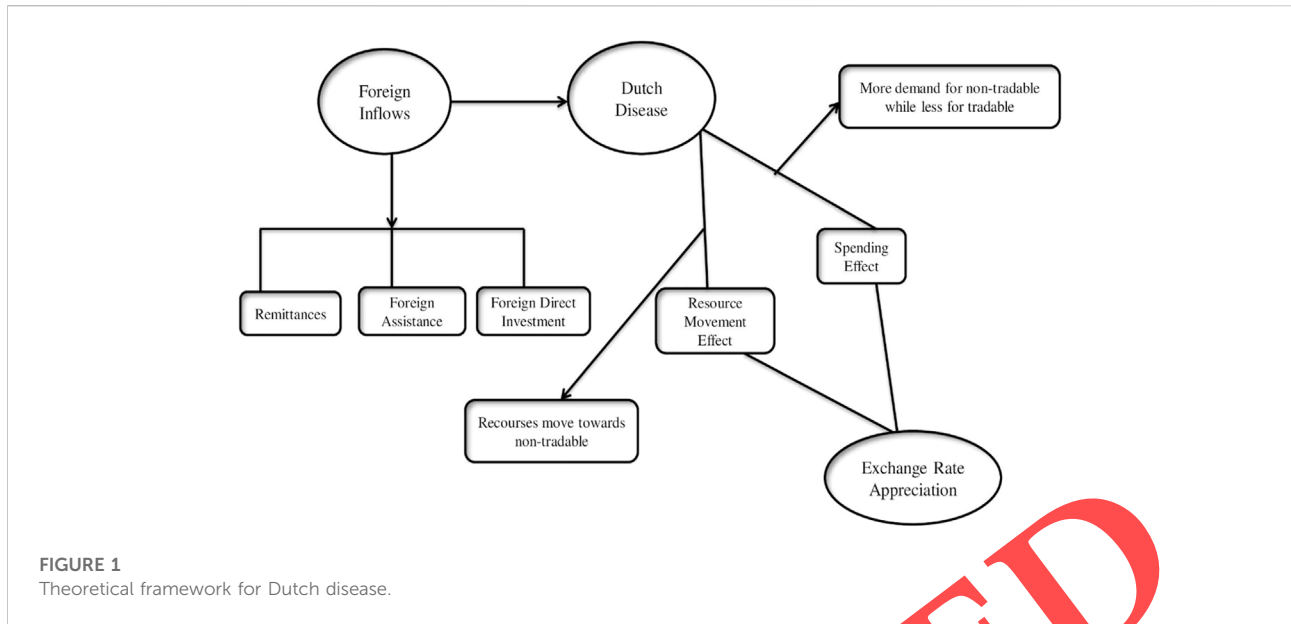 Foreign
Inflows
Dutch
Disease
More demand for non-tradable
while less for tradable
Spending
Effect
Remittances
Foreign
Assistance
Foreign Direct
Investment
Resource
Movement
Effect
Recourses move towards
non-tradable
Exchange Rate
Appreciation
FIGURE 1
Theoretical framework for Dutch disease.
ED